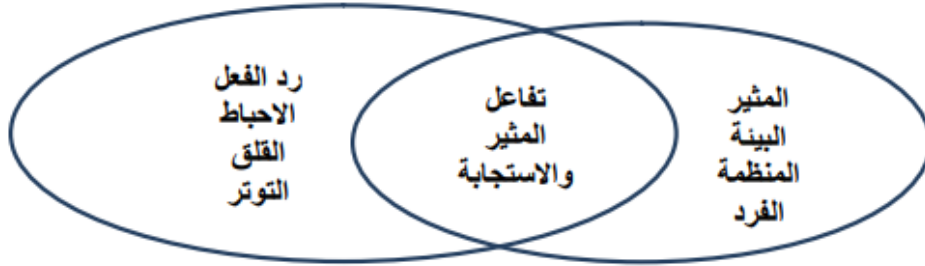 المثير
البيئة
المنظمة
الفرد
تفاعل
المثير
والاستجابة
رد الفعل
الاحباط
القلق
التوتر